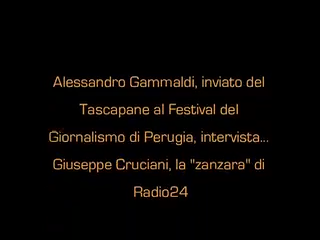 Alessandro Gammaldi, inviato del
Tascapane al Festival del
Giornalismo di Perugia, intervista...
Giuseppe Cruciani, la "zanzara" di
Radio24